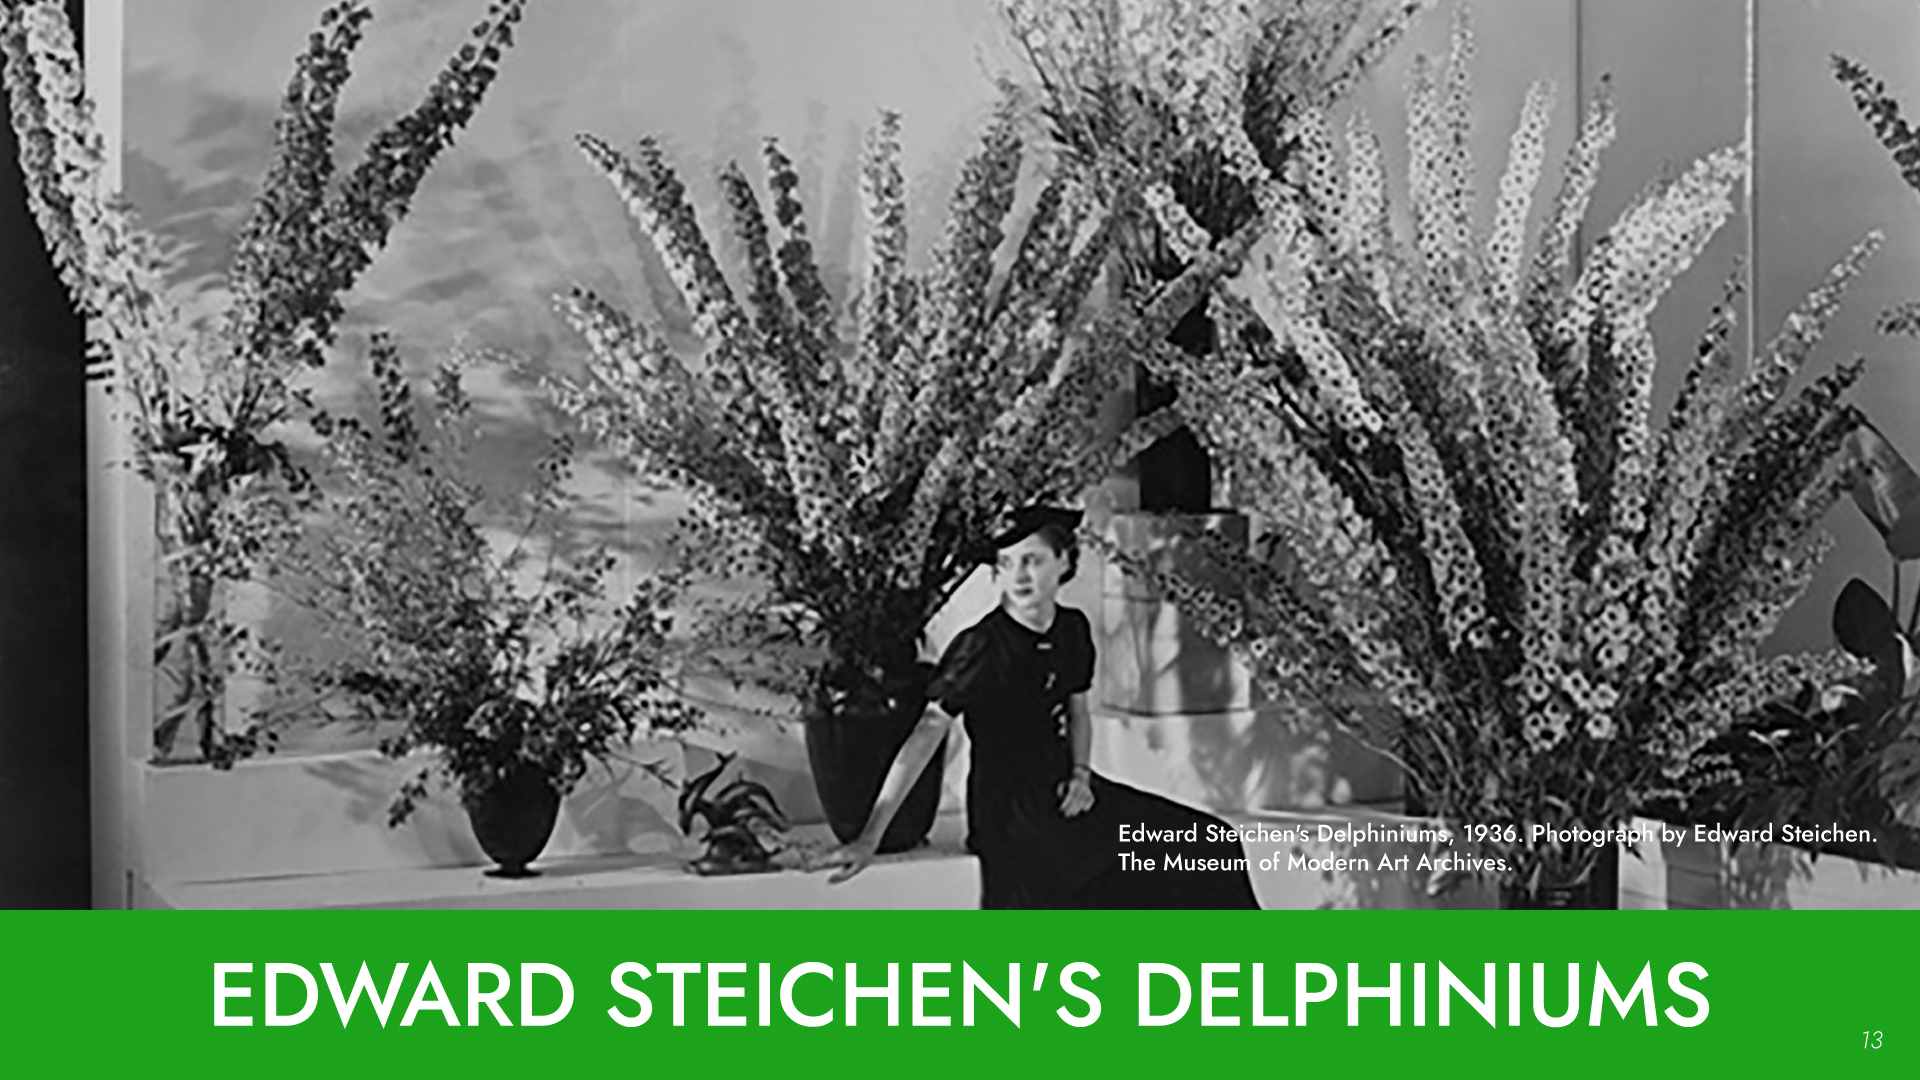 Edward Steichen's Delphiniums, 1936. Photograph by Edward Steichen.
The Museum of Modern Art Archives.
EDWARD STEICHEN'S DELPHINIUMS
13